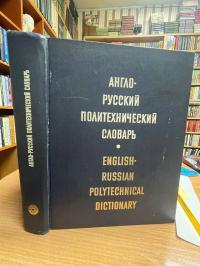 АНГЛО-
РУССКИЙ
ПОЛИТЕХНИЧЕСКИЙ
СЛОВАРЬ
•
ENGLISH-
RUSSIAN
POLYTECHNICAL
DICTIONARY
АНГЛО-РУССКИЙ ПОЛИТЕХНИЧЕСКИЙ СЛОВАРЬ